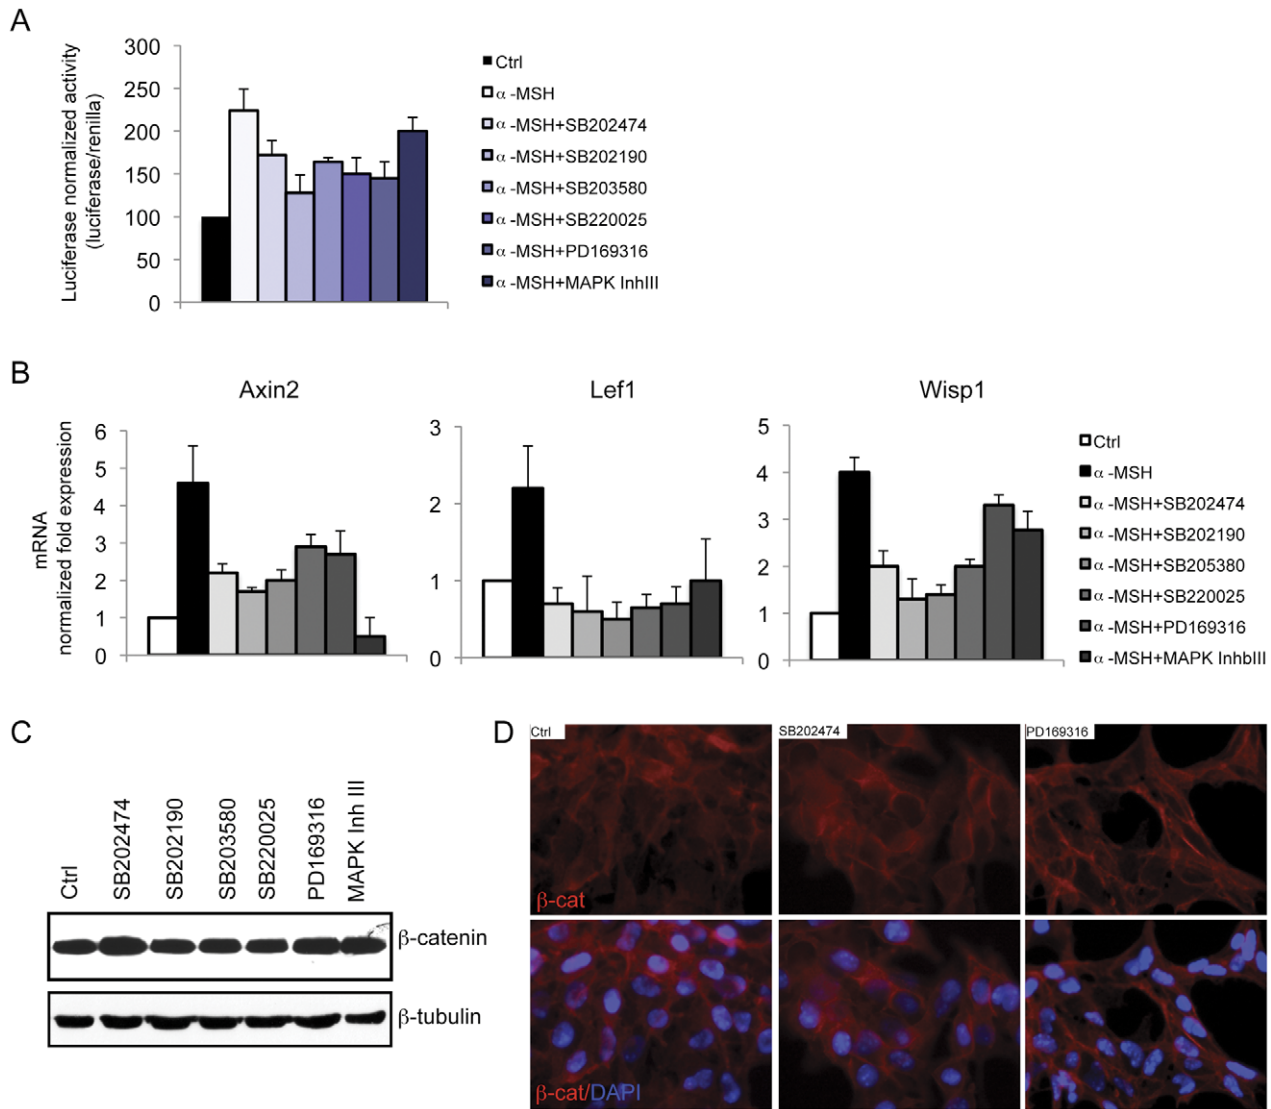 A
300
250
200
150
100
50
0
Luciferase normalized activity
(luciferase/renilla)
Ctrl
α -MSH
α -MSH+SB202474
α -MSH+SB202190
α -MSH+SB203580
α -MSH+SB220025
α -MSH+PD169316
α -MSH+MAPK InhIII
B
mRNA
normalized fold expression
Axin2
6
5
4
3
2
1
0
Lef1
3
2
1
0
Wisp1
5
4
3
2
1
0
Ctrl
α -MSH
α -MSH+SB202474
α -MSH+SB202190
α -MSH+SB205380
α -MSH+SB220025
α -MSH+PD169316
α -MSH+MAPK InhbIII
C
Ctrl
SB202474
SB202190
SB203580
SB220025
PD169316
MAPK Inh III
β-catenin
β-tubulin
D
Ctrl
SB202474
PD169316
β-cat
β-cat/DAPI